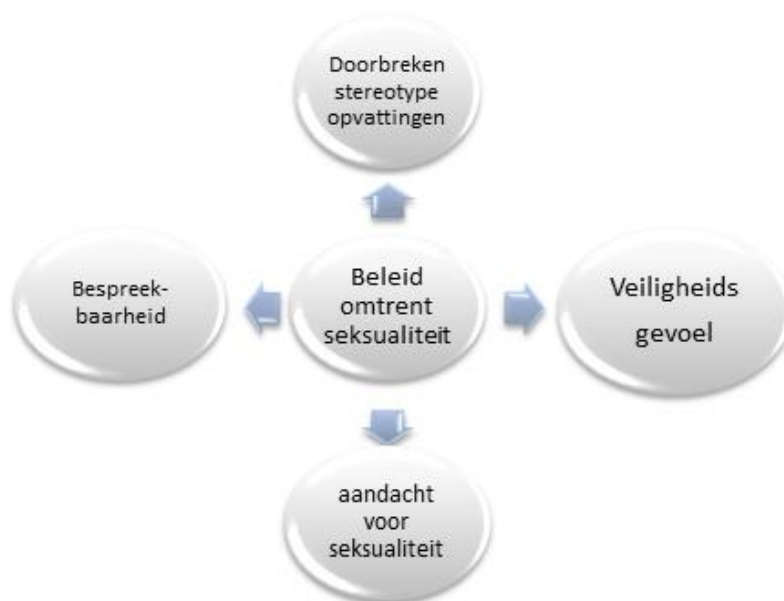 Doorbreken
stereotype
opvattingen
Bespreek-
baarheid
Beleid
omtrent
seksualiteit
Veiligheids
gevoel
aandacht
voor
seksualiteit